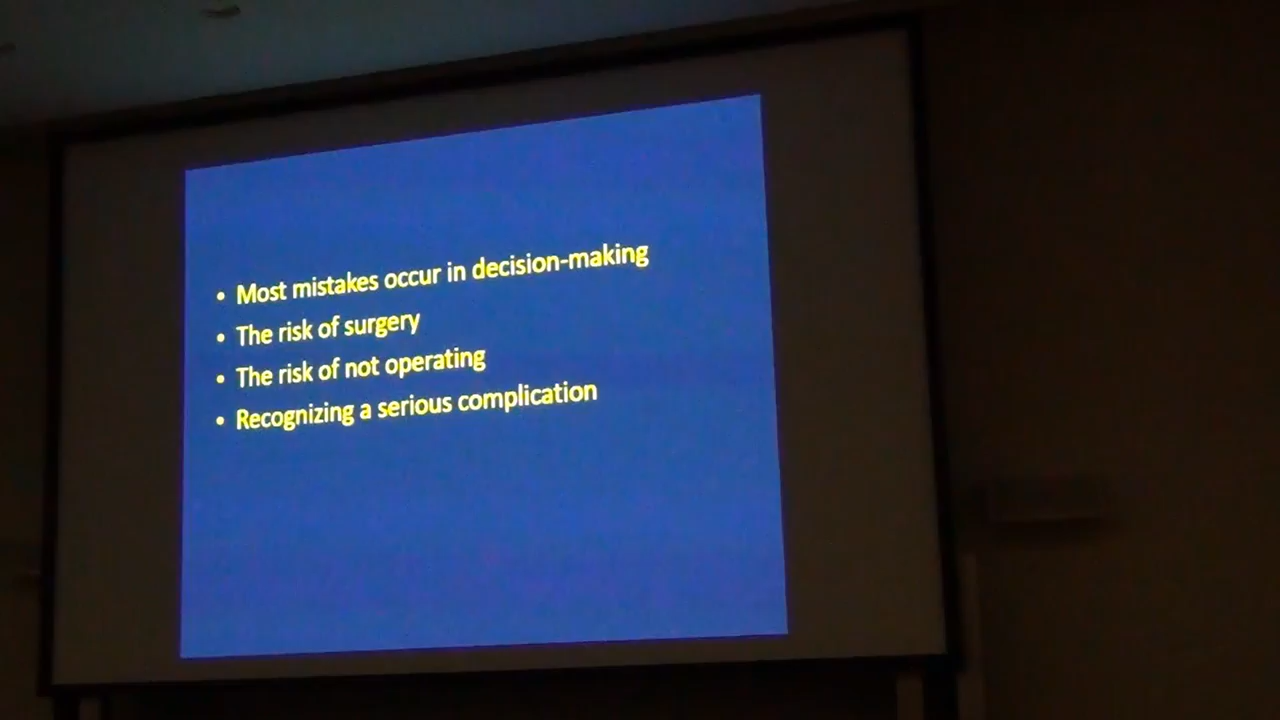 • Most mistakes occur in decision-making
• The risk of surgery
• The risk of not operating
• Recognizing a serious complication